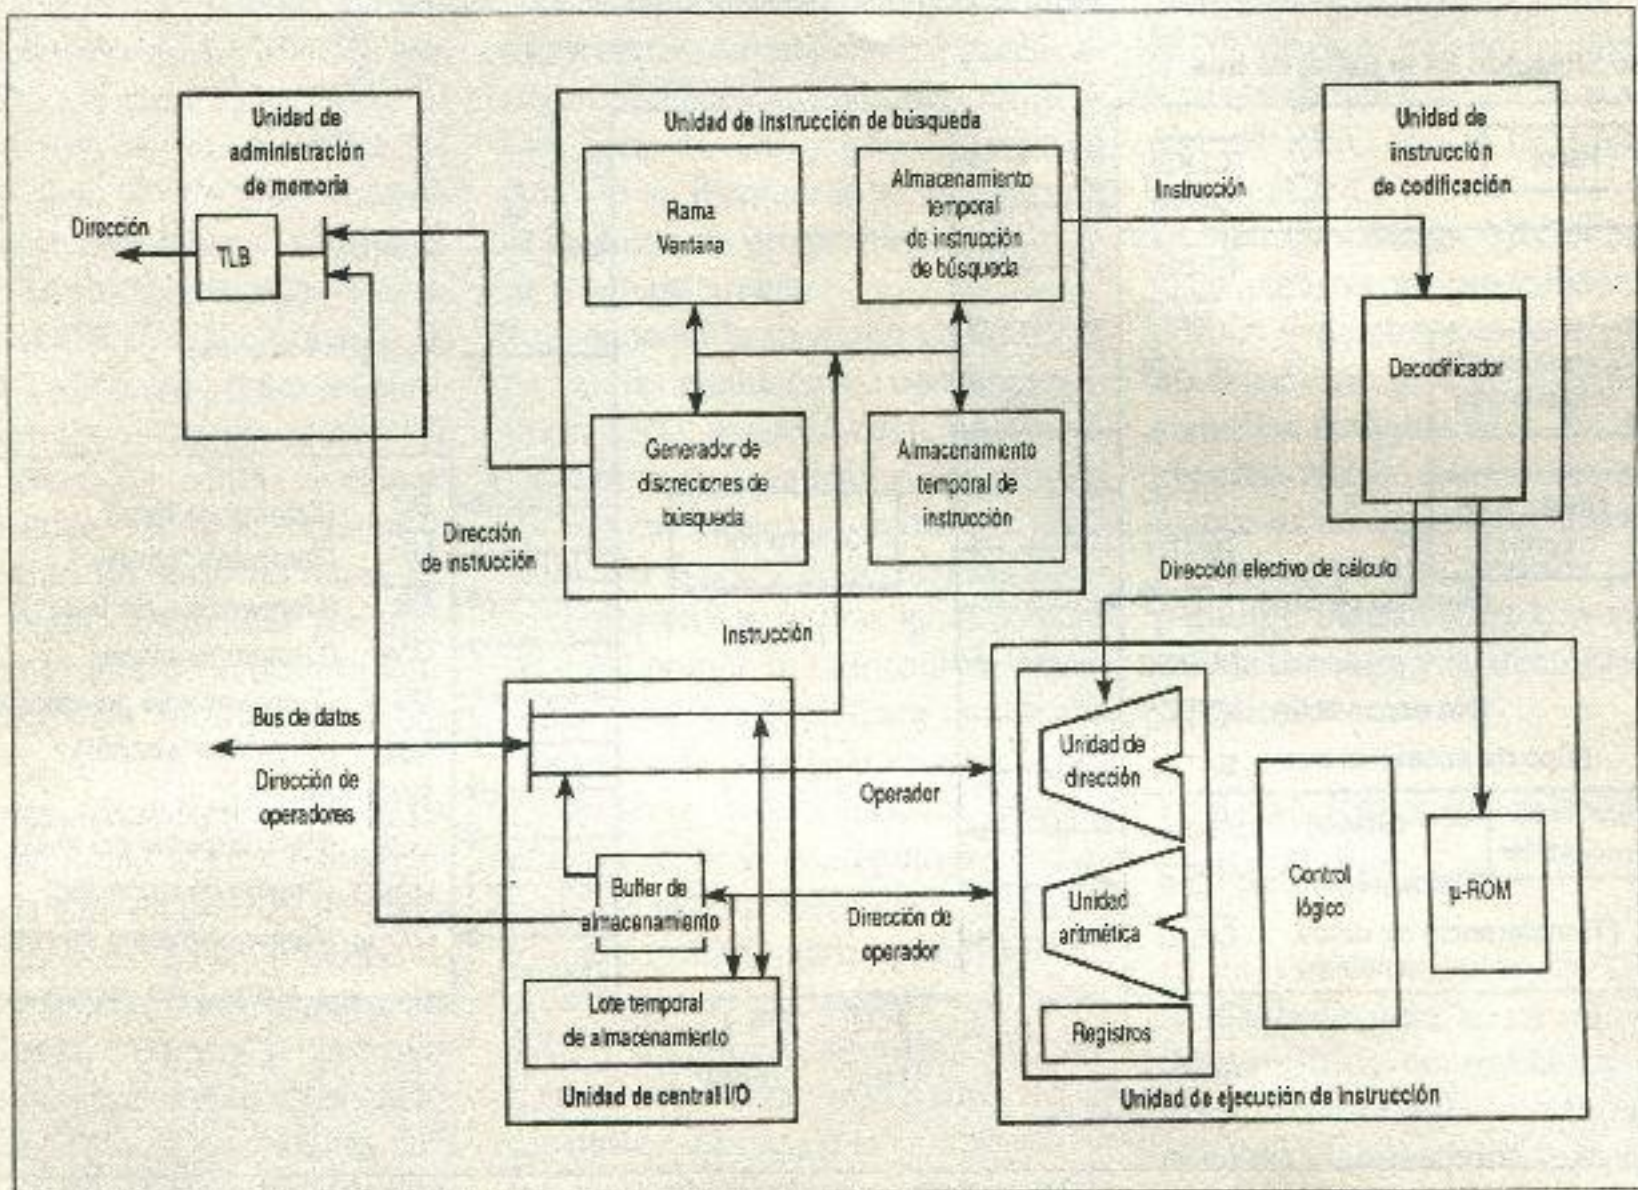 Unidad de
administración
de memoria
Dirección
TLB
Unidad de instrucción de búsqueda
Rama
Ventana
Almacenamiento
temporal
de instrucción
de búsqueda
Generador de
discreciones de
búsqueda
Almacenamiento
temporal de
instrucción
Instrucción
Unidad de
instrucción
de codificación
Decodificador
Dirección
de instrucción
Instrucción
Dirección electivo de cálculo
Bus de datos
Dirección de
operadores
Operador
Buffer de
almacenamiento
Dirección de
operador
Lote temporal
de almacenamiento
Unidad de central I/O
Unidad de
dirección
Unidad
aritmética
Registros
Control
lógico
µ-ROM
Unidad de ejecución de instrucción